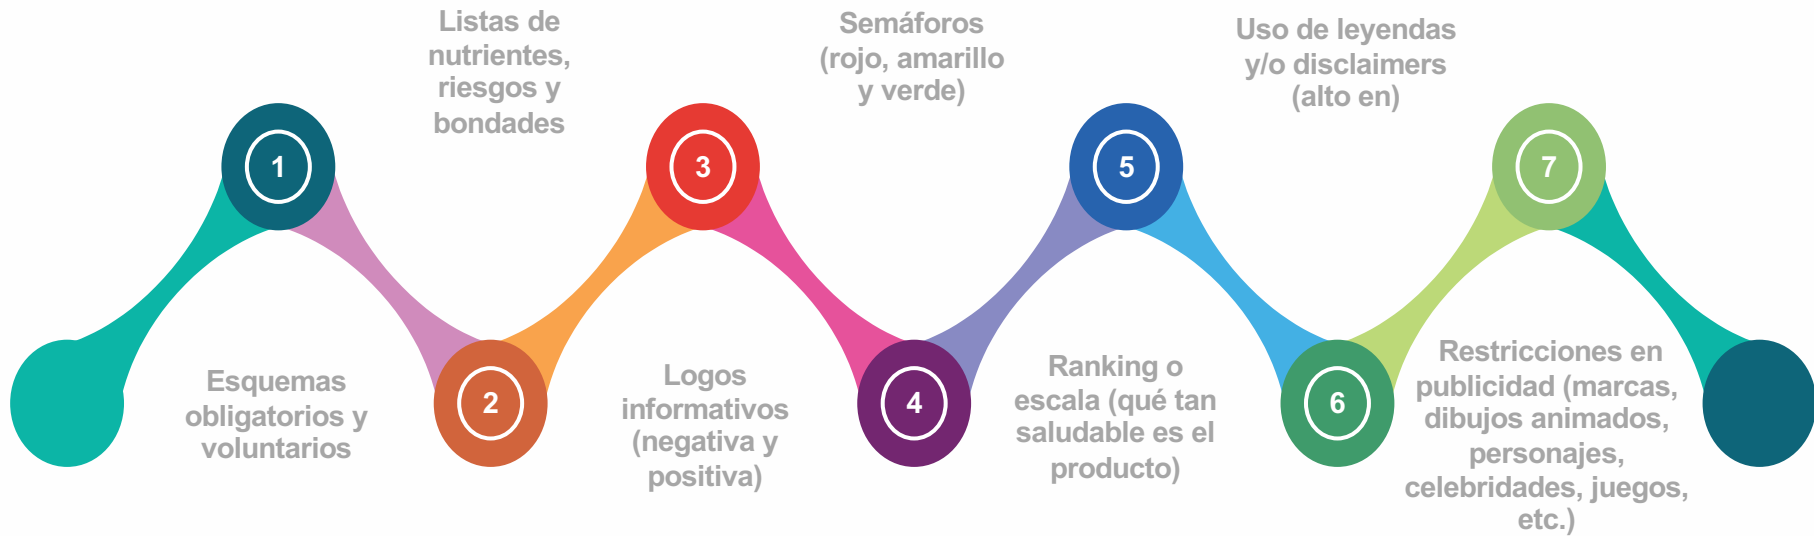 1
Esquemas
obligatorios y
voluntarios
2
Listas de
nutrientes,
riesgos y
bondades
3
Logos
informativos
(negativa y
positiva)
4
Semáforos
(rojo, amarillo
y verde)
5
Ranking o
escala (qué tan
saludable es el
producto)
6
Uso de leyendas
y/o disclaimers
(alto en)
7
Restricciones en
publicidad (marcas,
dibujos animados,
personajes,
celebridades, juegos,
etc.)